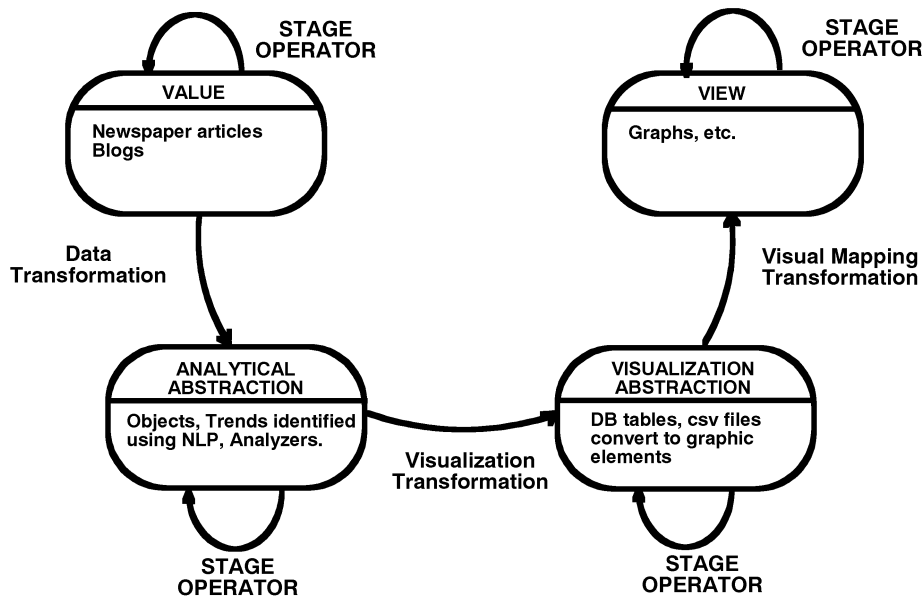 STAGE
OPERATOR
VALUE
Newspaper articles
Blogs
STAGE
OPERATOR
VIEW
Graphs, etc.
Data
Transformation
Visual Mapping
Transformation
ANALYTICAL
ABSTRACTION
Objects, Trends identified
using NLP, Analyzers.
Visualization
Transformation
VISUALIZATION
ABSTRACTION
DB tables, csv files
convert to graphic
elements
STAGE
OPERATOR
STAGE
OPERATOR